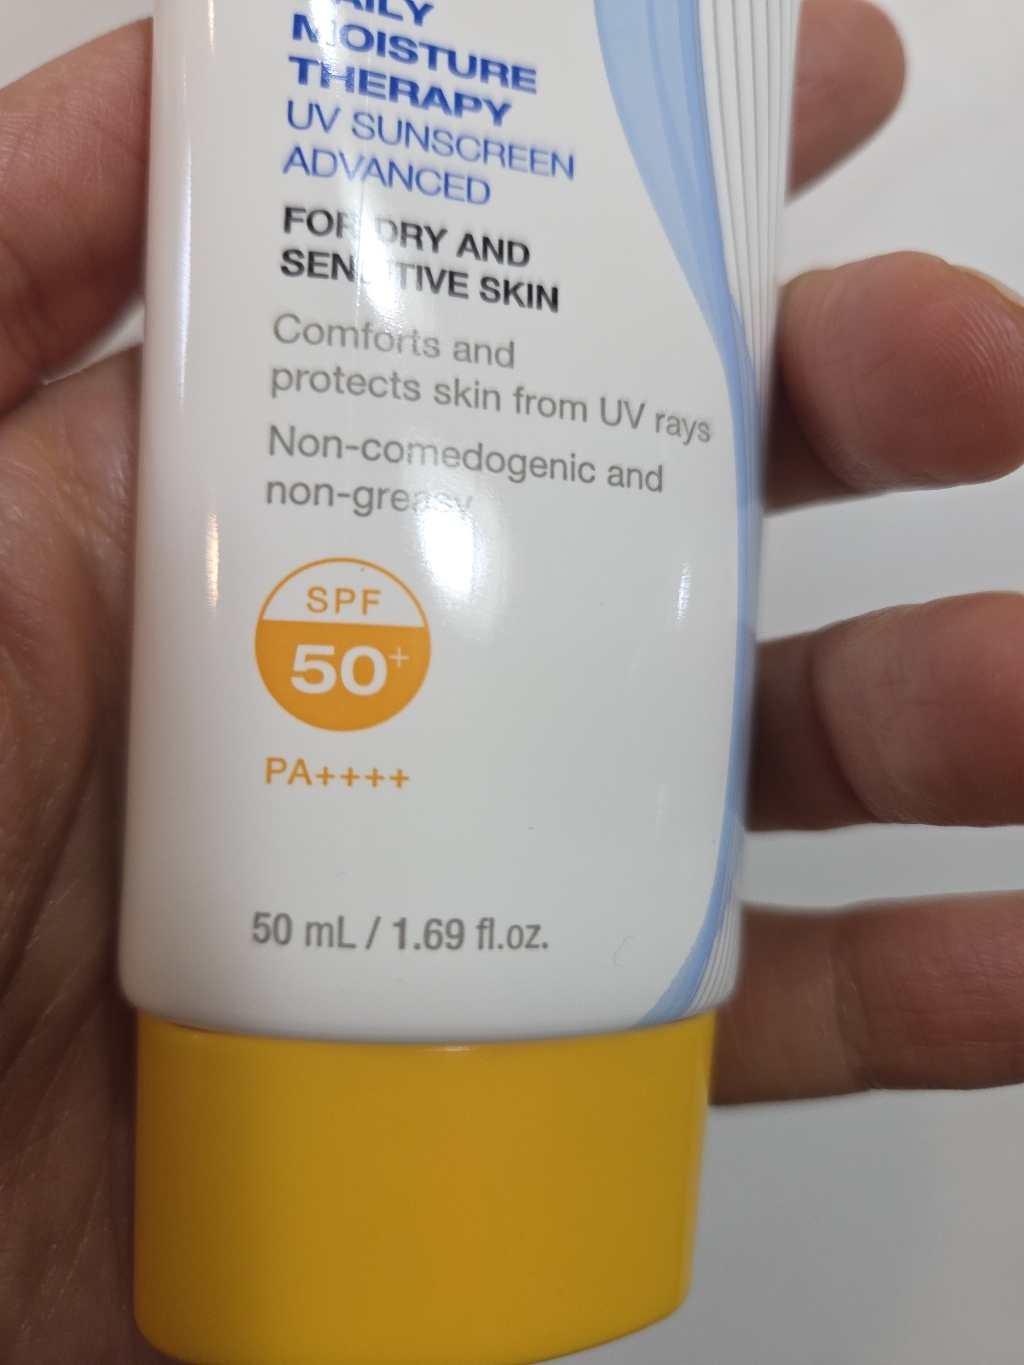 MOISTURE
THERAPY
UV SUNSCREEN
ADVANCED
FOR DRY AND
SENSITIVE SKIN
Comforts and
protects skin from UV rays
Non-comedogenic and
non-greasy
SPF
50+
PA++++
50 mL / 1.69 fl.oz.